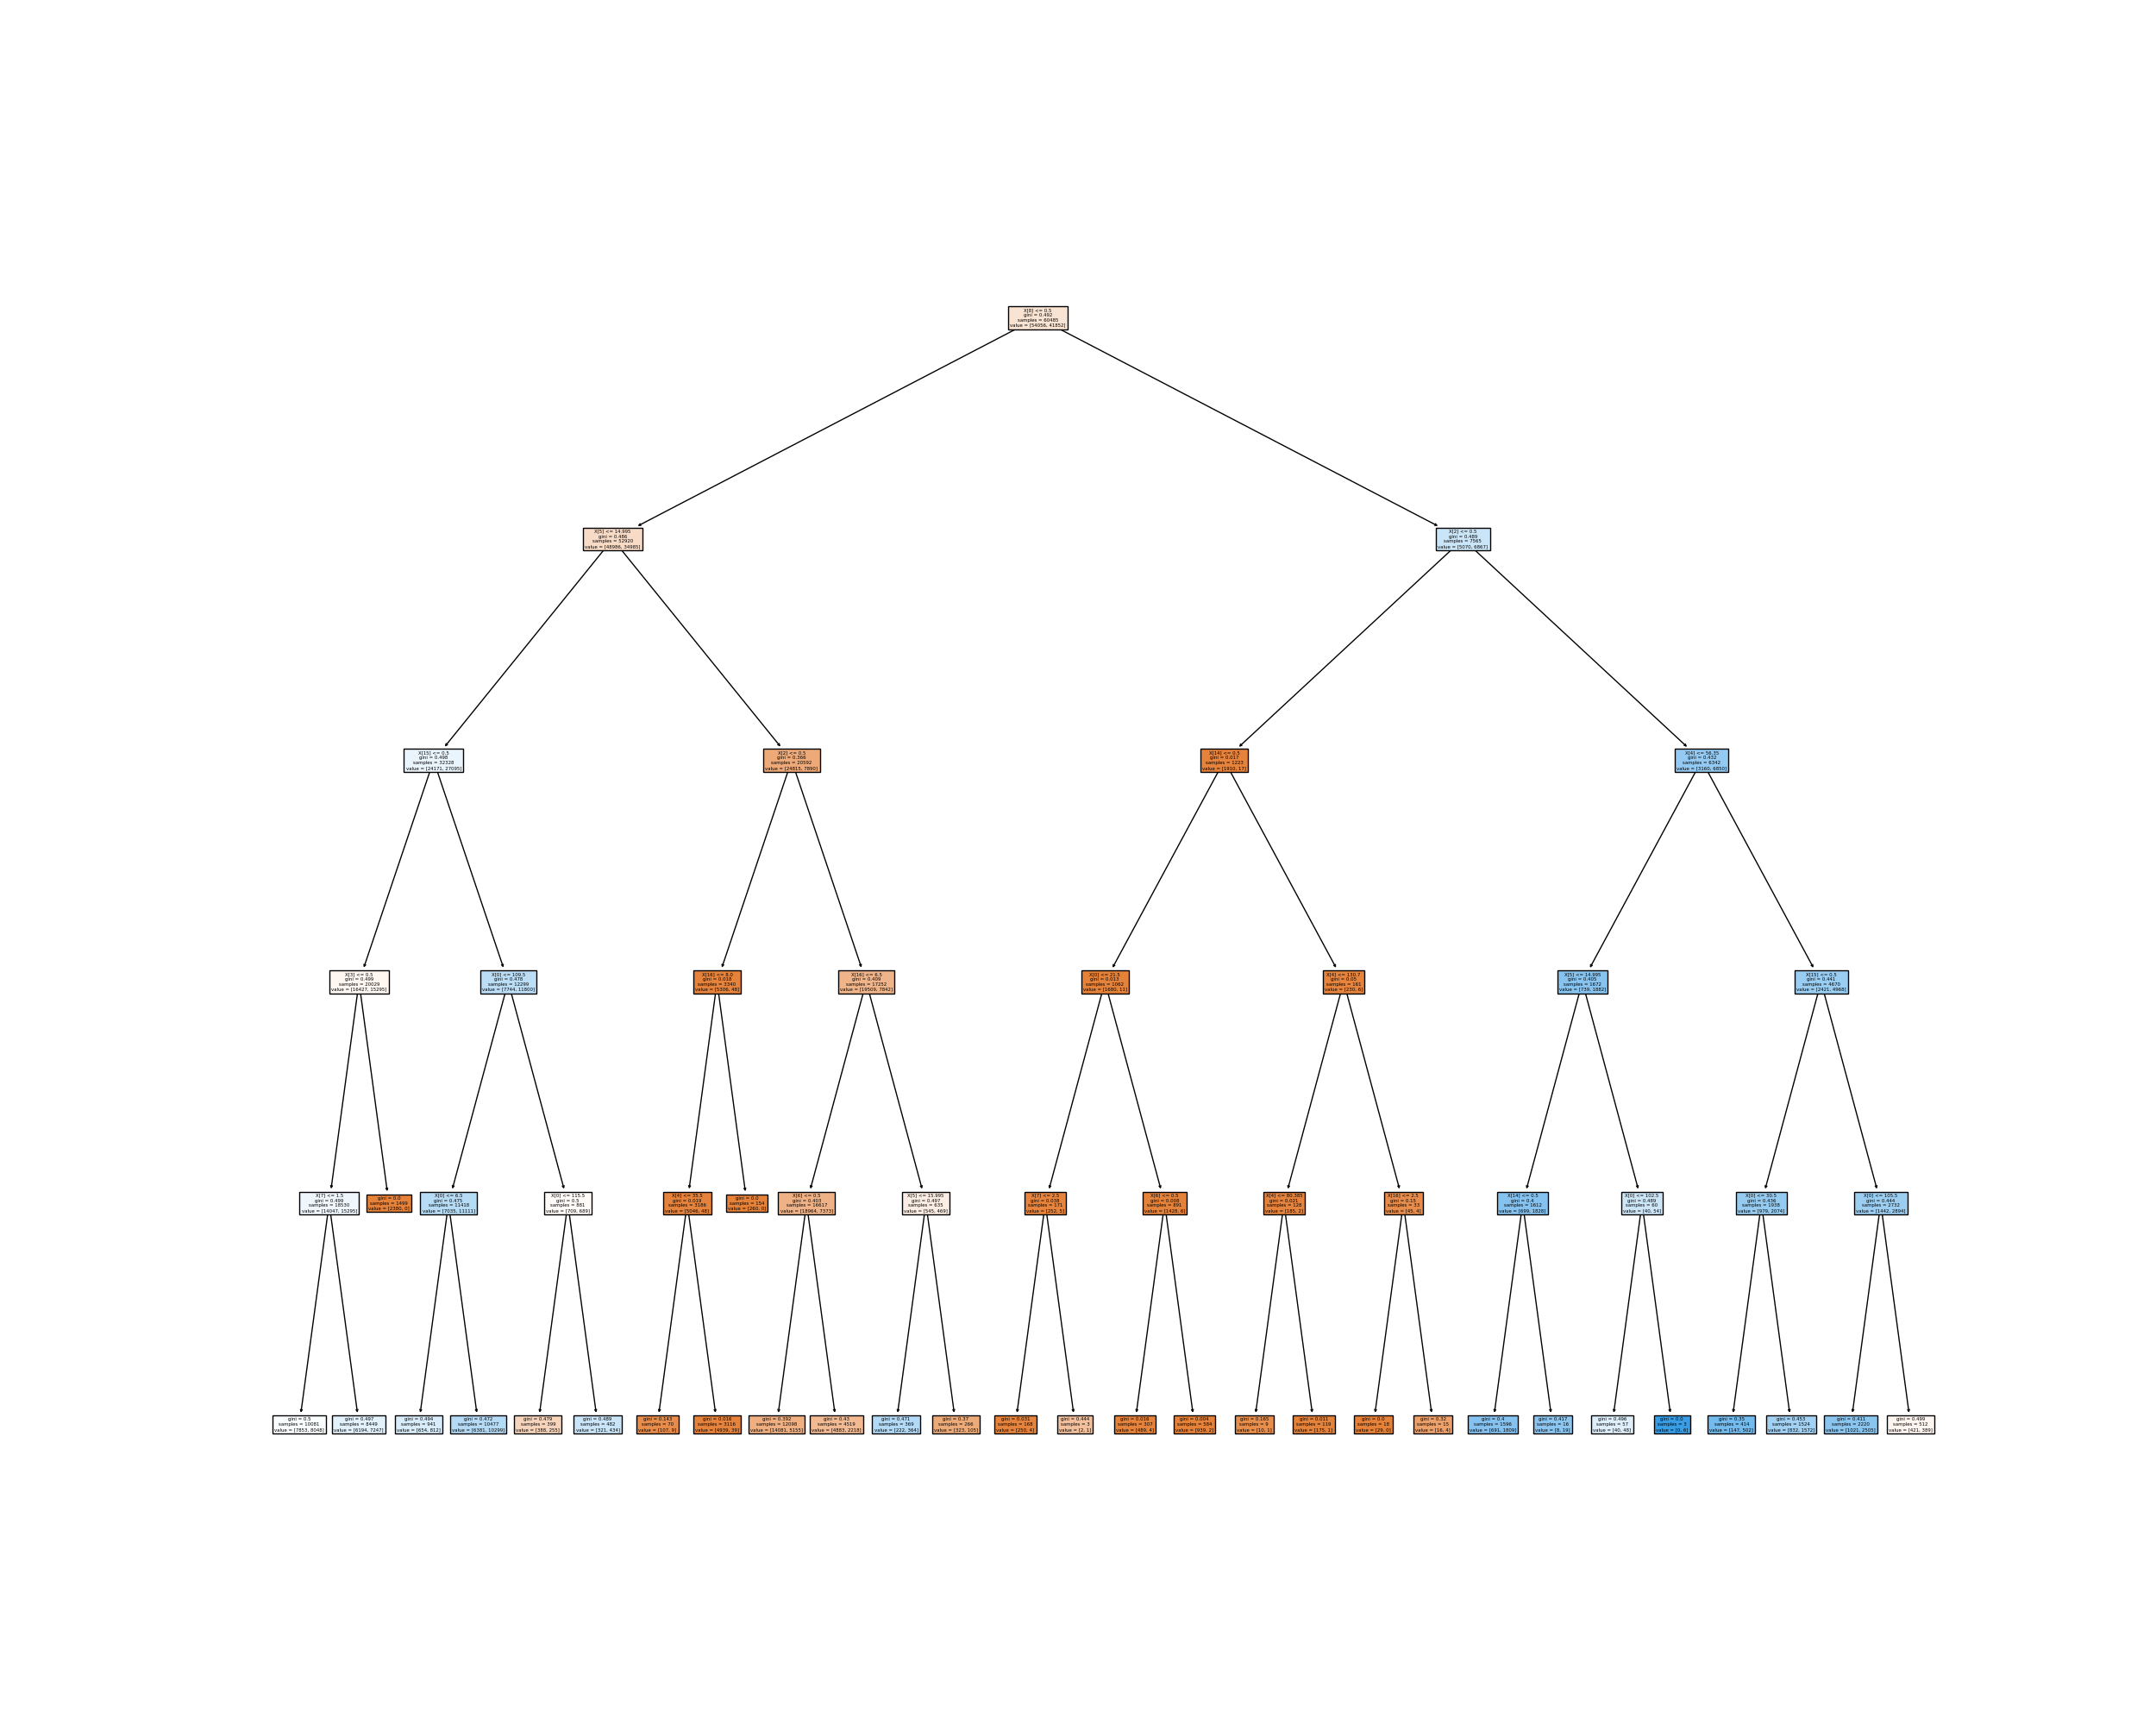 X[8] <= 0.5
gini = 0.492
samples = 60485
value = [54056, 41852]
X[5] <= 14.995
gini = 0.486
samples = 52920
value = [48986, 34985]
X[2] <= 0.5
gini = 0.489
samples = 7565
value = [5070, 6867]
X[15] <= 0.5
gini = 0.498
samples = 32328
value = [24171, 27095]
X[2] <= 0.5
gini = 0.366
samples = 20592
value = [24815, 7890]
X[14] <= 0.5
gini = 0.017
samples = 1223
value = [1910, 17]
X[4] <= 56.35
gini = 0.432
samples = 6342
value = [3160, 6850]
X[3] <= 0.5
gini = 0.499
samples = 20029
value = [16427, 15295]
X[0] <= 109.5
gini = 0.478
samples = 12299
value = [7744, 11800]
X[16] <= 8.0
gini = 0.018
samples = 3340
value = [5306, 48]
X[16] <= 6.5
gini = 0.409
samples = 17252
value = [19509, 7842]
X[0] <= 21.5
gini = 0.013
samples = 1062
value = [1680, 11]
X[4] <= 130.7
gini = 0.05
samples = 161
value = [230, 6]
X[5] <= 14.995
gini = 0.405
samples = 1672
value = [739, 1882]
X[15] <= 0.5
gini = 0.441
samples = 4670
value = [2421, 4968]
X[7] <= 1.5
gini = 0.499
samples = 18530
value = [14047, 15295]
gini = 0.0
samples = 1499
value = [2380, 0]
X[0] <= 6.5
gini = 0.475
samples = 11418
value = [7035, 11111]
X[0] <= 115.5
gini = 0.5
samples = 881
value = [709, 689]
<= 35.5
gini = 0.019
samples = 3186
value = [5046, 48]
gini = 0.0
samples = 154
value = [260, 0]
X[6] <= 0.5
gini = 0.403
samples = 16617
value = [18964, 7373]
X[5] <= 15.995
gini = 0.497
samples = 635
value = [545, 469]
X[7] <= 2.5
gini = 0.038
samples = 171
value = [252, 5]
X[6] <= 0.5
gini = 0.008
samples = 891
value = [1428, 6]
X[4] <= 80.385
gini = 0.021
samples = 128
value = [185, 2]
X[16] <= 2.5
gini = 0.15
samples = 33
value = [45, 4]
X[14] <= 0.5
gini = 0.4
samples = 1612
value = [699, 1828]
X[0] <= 102.5
gini = 0.489
samples = 60
value = [40, 54]
X[0] <= 30.5
gini = 0.436
samples = 1938
value = [979, 2074]
X[0] <= 105.5
gini = 0.444
samples = 2732
value = [1442, 2894]
gini = 0.5
samples = 10081
value = [7853, 8048]
gini = 0.497
samples = 8449
value = [6194, 7247]
gini = 0.494
samples = 941
value = [654, 812]
gini = 0.472
samples = 10477
value = [6381, 10299]
gini = 0.479
samples = 399
value = [388, 255]
gini = 0.489
samples = 482
value = [321, 434]
gini = 0.143
samples = 70
value = [107, 9]
gini = 0.016
samples = 3116
value = [4939, 39]
gini = 0.392
samples = 12098
value = [14081, 5155]
gini = 0.43
samples = 4519
value = [4883, 2218]
gini = 0.471
samples = 369
value = [222, 364]
gini = 0.37
samples = 266
value = [323, 105]
gini = 0.031
samples = 168
value = [250, 4]
gini = 0.444
samples = 3
value = [2, 1]
gini = 0.016
samples = 307
value = [489, 4]
gini = 0.004
samples = 584
value = [939, 2]
gini = 0.165
samples = 9
value = [10, 1]
gini = 0.011
samples = 119
value = [175, 1]
gini = 0.0
samples = 18
value = [29, 0]
gini = 0.32
samples = 15
value = [16, 4]
gini = 0.4
samples = 1596
value = [691, 1809]
gini = 0.417
samples = 16
value = [8, 19]
gini = 0.496
samples = 57
value = [40, 48]
gini = 0.0
samples = 3
value = [0, 6]
gini = 0.35
samples = 414
value = [147, 502]
gini = 0.453
samples = 1524
value = [832, 1572]
gini = 0.411
samples = 2220
value = [1021, 2505]
gini = 0.499
samples = 512
value = [421, 389]